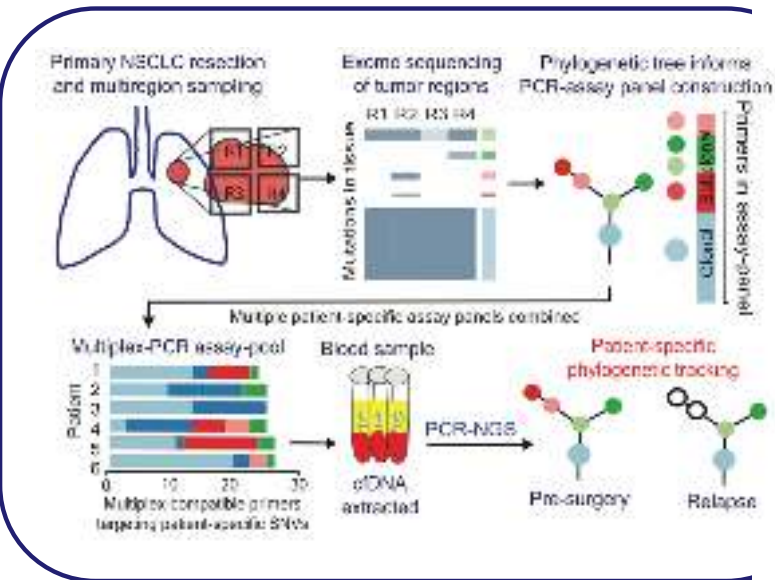 Primary NSCLC resection
and multiregion sampling
Exome sequencing
of tumor regions
Phylogenetic tree informs
PCR-assay panel construction
R1 R2 R3 R4
R1
R2
R3
R4
Mutations in tissue
Clonal
Primers in assay-panel
Multiple patient-specific assay panels combined
Multiplex-PCR assay-pool
Blood sample
Patient-specific
phylogenetic tracking
Patient
1
2
3
4
5
6
0 10 20 30
Multiplex-compatible primers
targeting patient-specific SNVs
cfDNA
extracted
PCR-NGS
Pre-surgery
Relapse